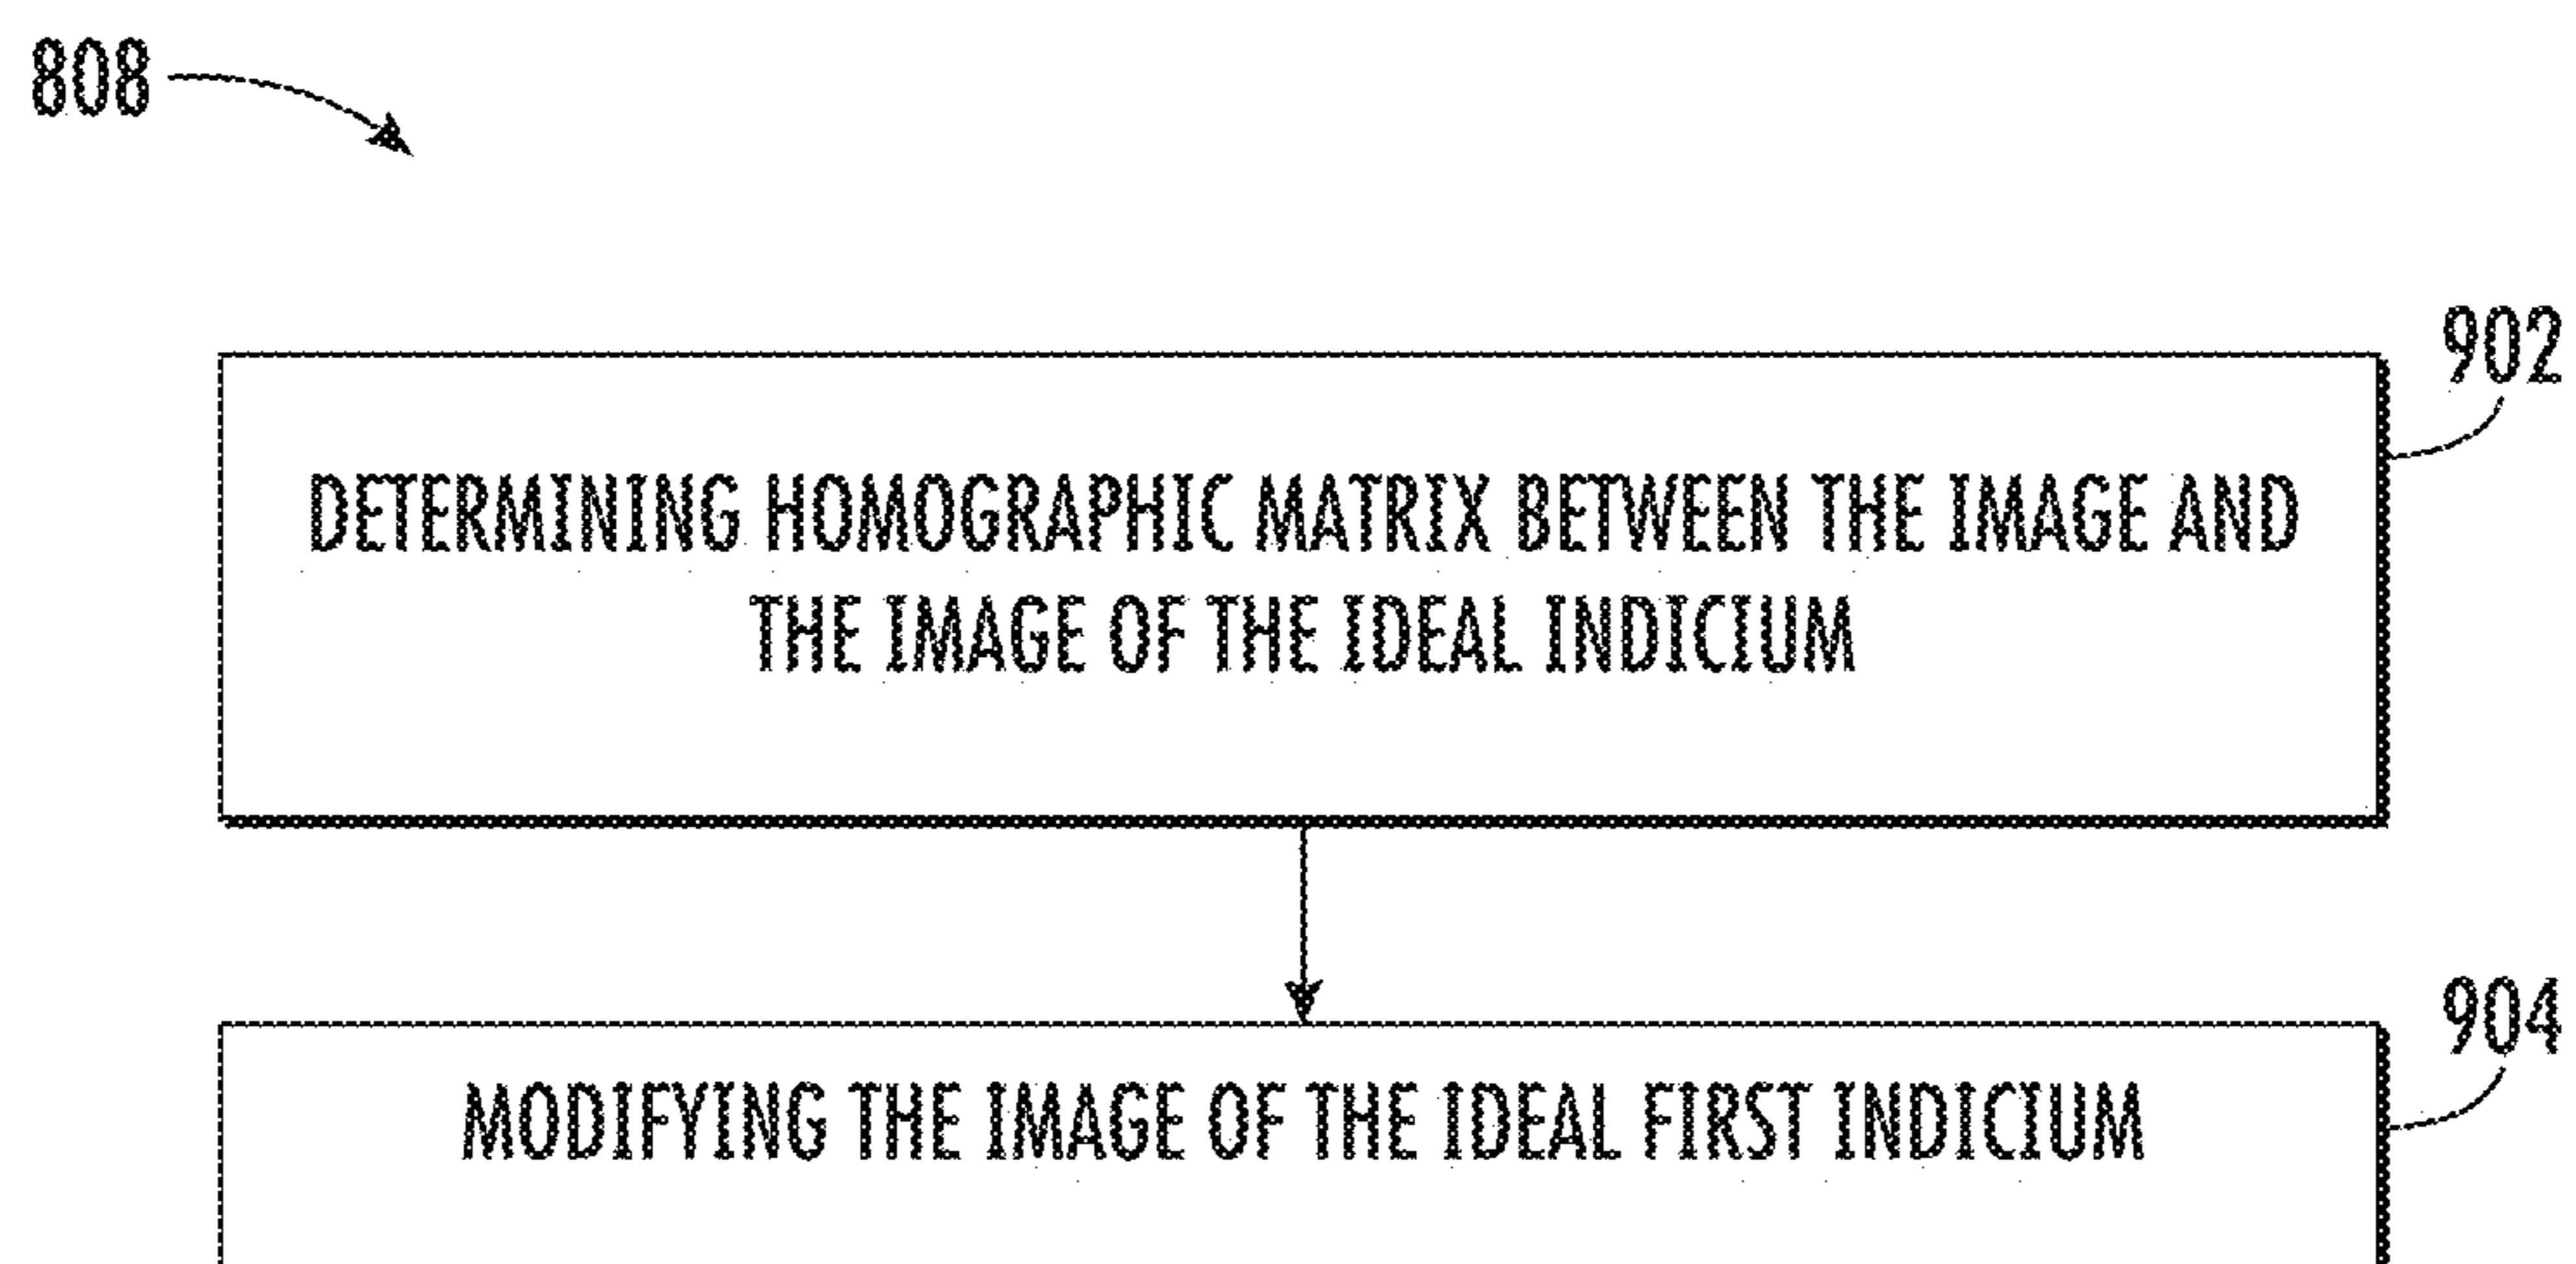 808
902
DETERMINING HOMOGRAPHIC MATRIX BETWEEN THE IMAGE AND
THE IMAGE OF THE IDEAL INDICIUM
904
MODIFYING THE IMAGE OF THE IDEAL FIRST INDICIUM